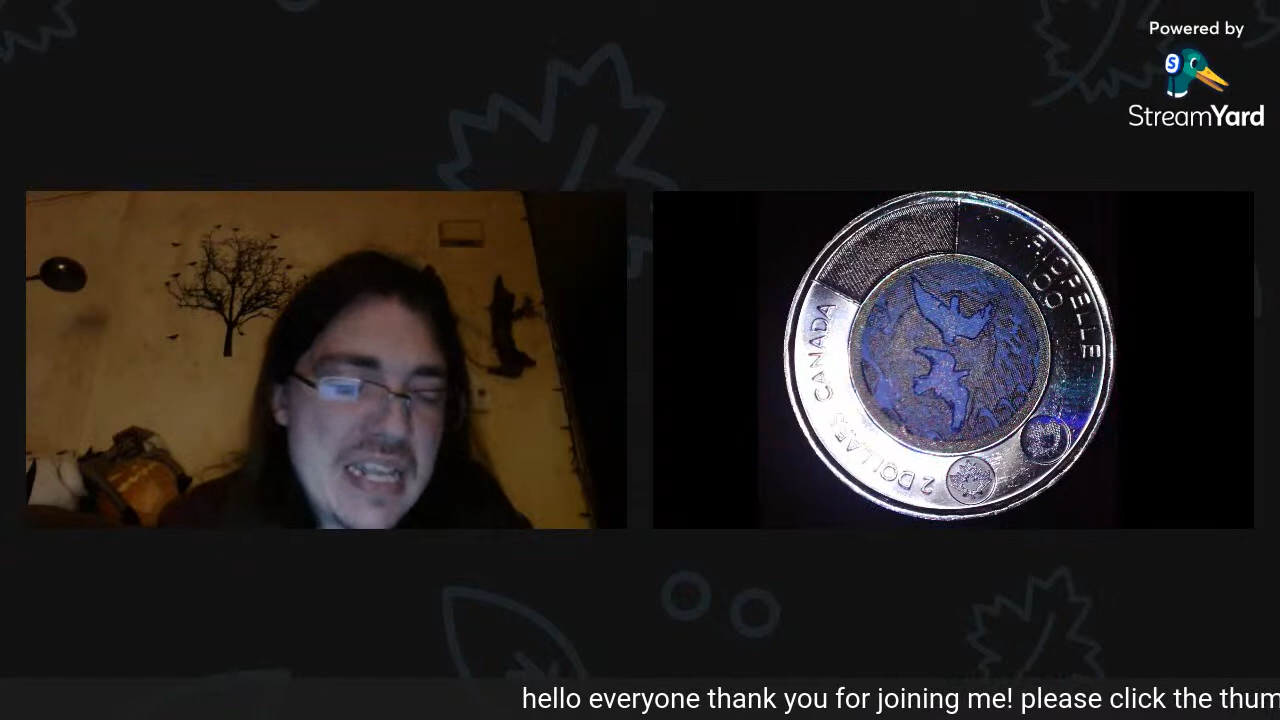 Powered by
S
StreamYard
RIOPELLE
100
2 DOLLARS CANADA
hello everyone thank you for joining me! please click the thum